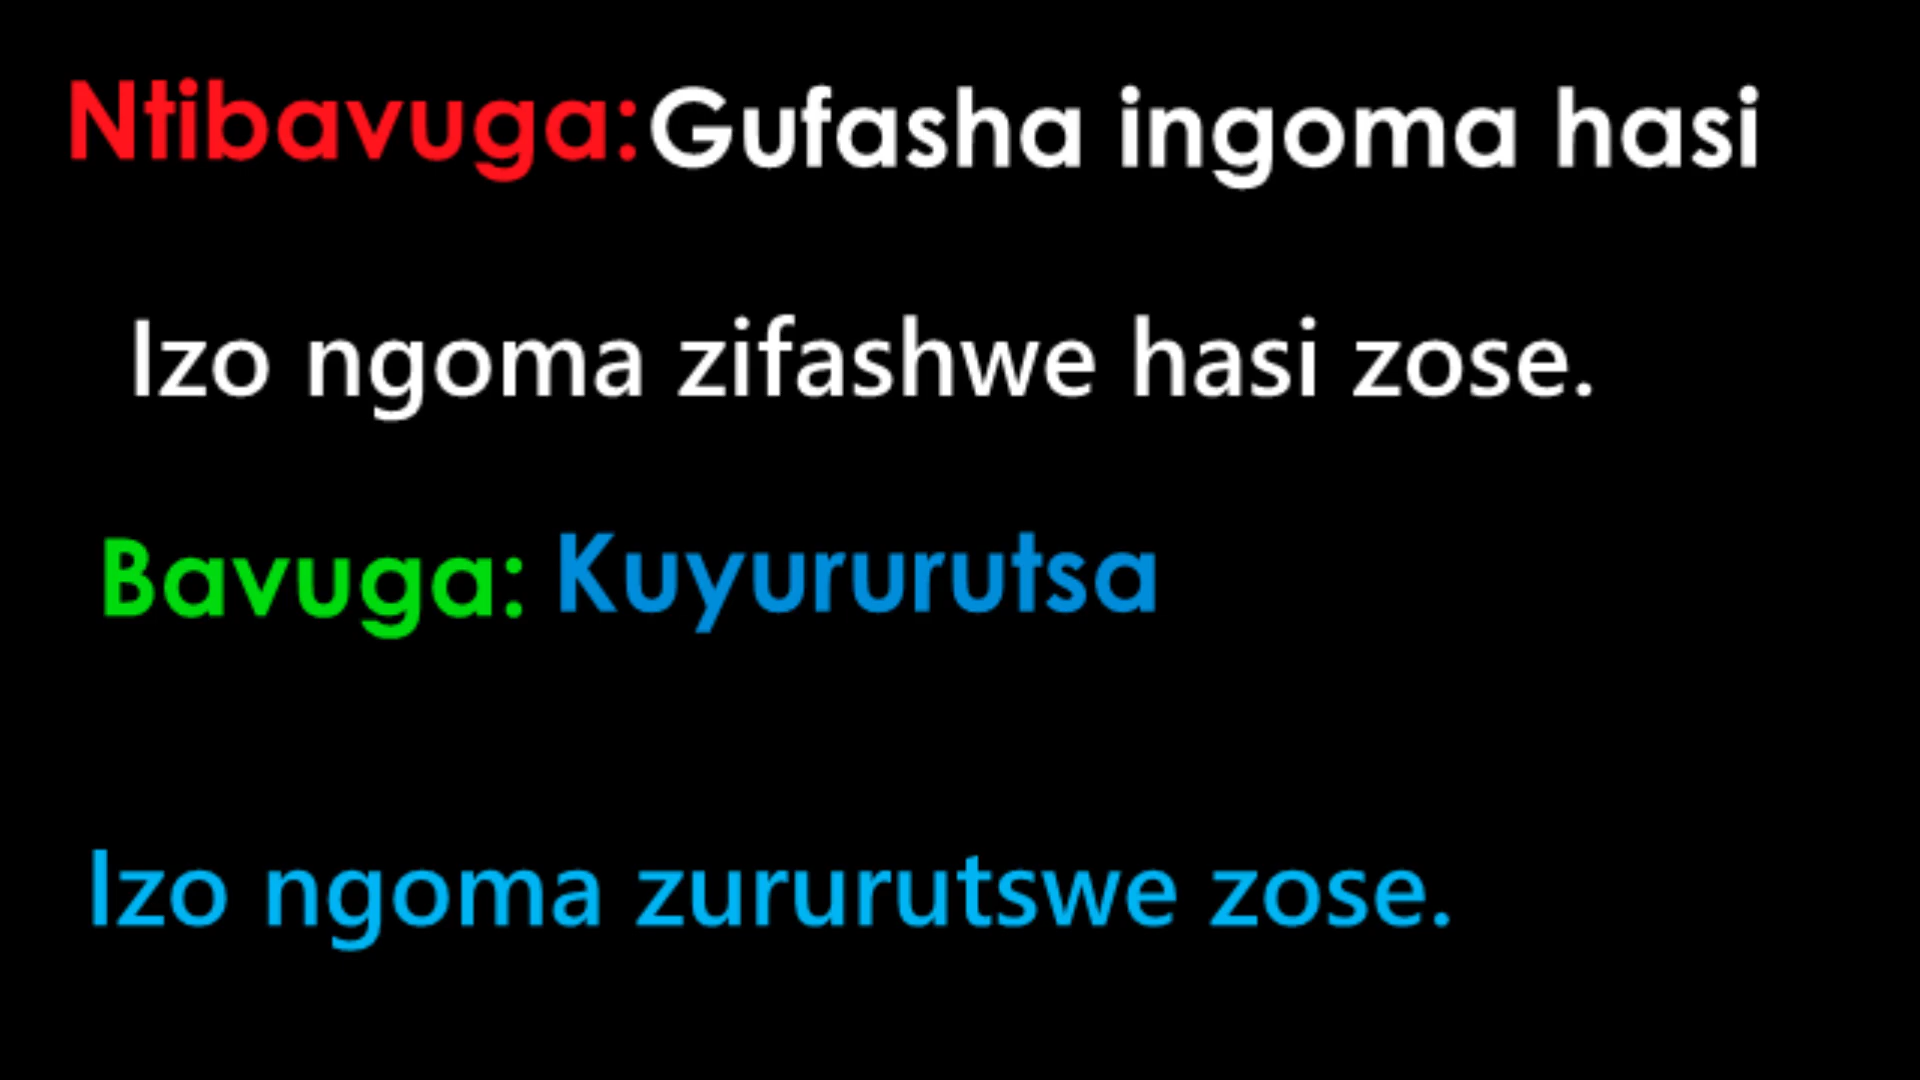 Ntibavuga:Gufasha ingoma hasi
Izo ngoma zifashwe hasi zose.
Bavuga: Kuyururutsa
Izo ngoma zururutswe zose.